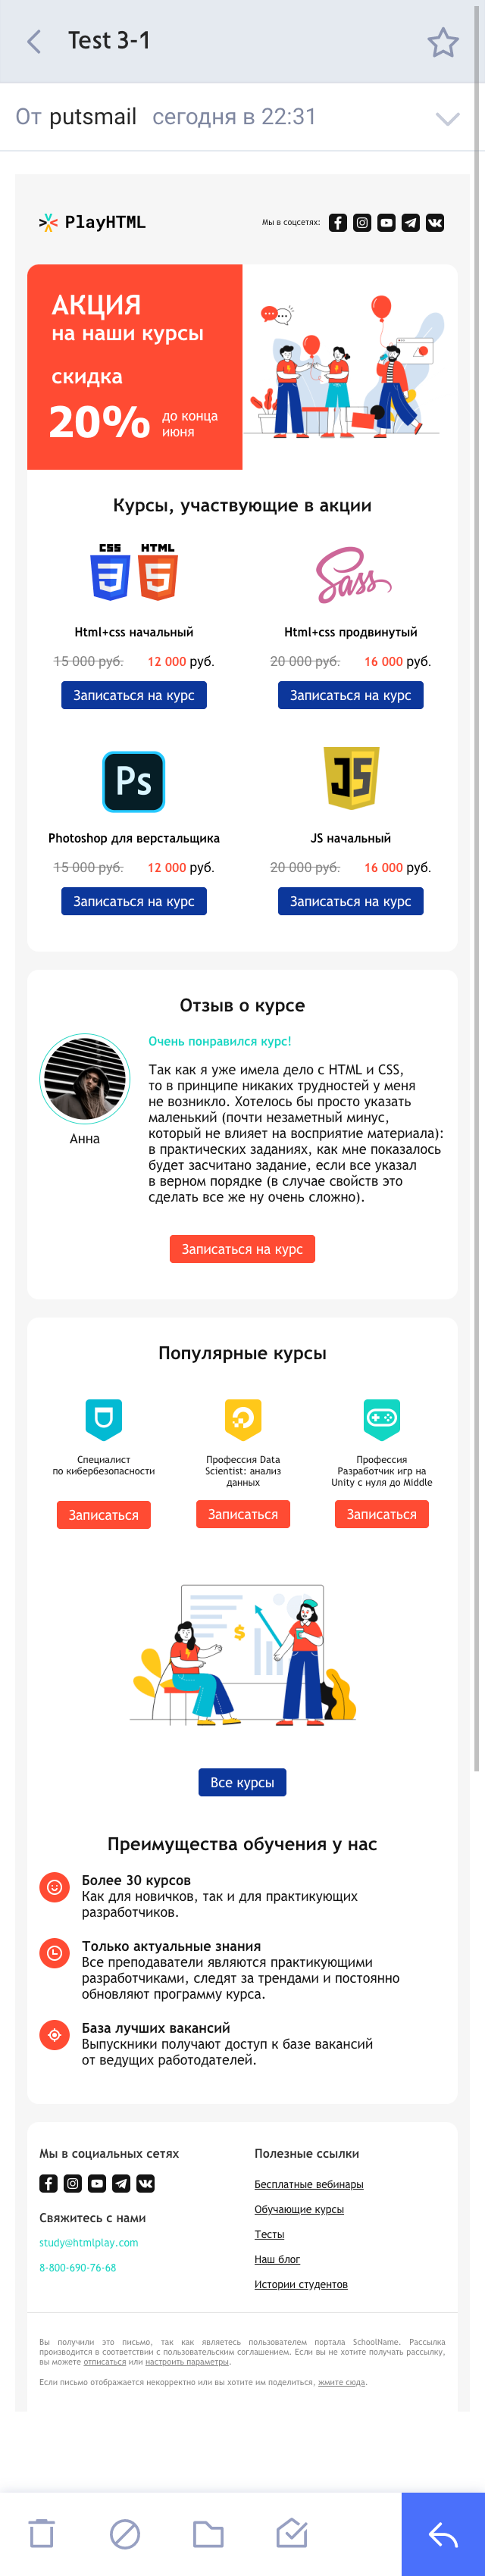 Test 3-1
От putsmail сегодня в 22:31
PlayHTML
Мы в соцсетях:
АКЦИЯ
на наши курсы
скидка
20%
до конца
июня
Курсы, участвующие в акции
CSS HTML
Sass
Html+css начальный
Html+css продвинутый
15 000 руб. 12 000 руб.
20 000 руб. 16 000 руб.
Записаться на курс
Записаться на курс
Ps
JS
Photoshop для верстальщика
JS начальный
15 000 руб. 12 000 руб.
20 000 руб. 16 000 руб.
Записаться на курс
Записаться на курс
Отзыв о курсе
Очень понравился курс!
Так как я уже имела дело с HTML и CSS,
то в принципе никаких трудностей у меня
не возникло. Хотелось бы просто указать
маленький (почти незаметный минус,
который не влияет на восприятие материала):
в практических заданиях, как мне показалось
будет засчитано задание, если все указал
в верном порядке (в случае свойств это
сделать все же ну очень сложно).
Анна
Записаться на курс
Популярные курсы
Специалист
по кибербезопасности
Профессия Data
Scientist: анализ
данных
Профессия
Разработчик игр на
Unity с нуля до Middle
Записаться
Записаться
Записаться
$
Все курсы
Преимущества обучения у нас
Более 30 курсов
Как для новичков, так и для практикующих
разработчиков.
Только актуальные знания
Все преподаватели являются практикующими
разработчиками, следят за трендами и постоянно
обновляют программу курса.
База лучших вакансий
Выпускники получают доступ к базе вакансий
от ведущих работодателей.
Мы в социальных сетях
Свяжитесь с нами
study@htmlplay.com
8-800-690-76-68
Полезные ссылки
Бесплатные вебинары
Обучающие курсы
Тесты
Наш блог
Истории студентов
Вы получили это письмо, так как являетесь пользователем портала SchoolName. Рассылка
производится в соответствии с пользовательским соглашением. Если вы не хотите получать рассылку,
вы можете отписаться или настроить параметры.
Если письмо отображается некорректно или вы хотите им поделиться, жмите сюда.